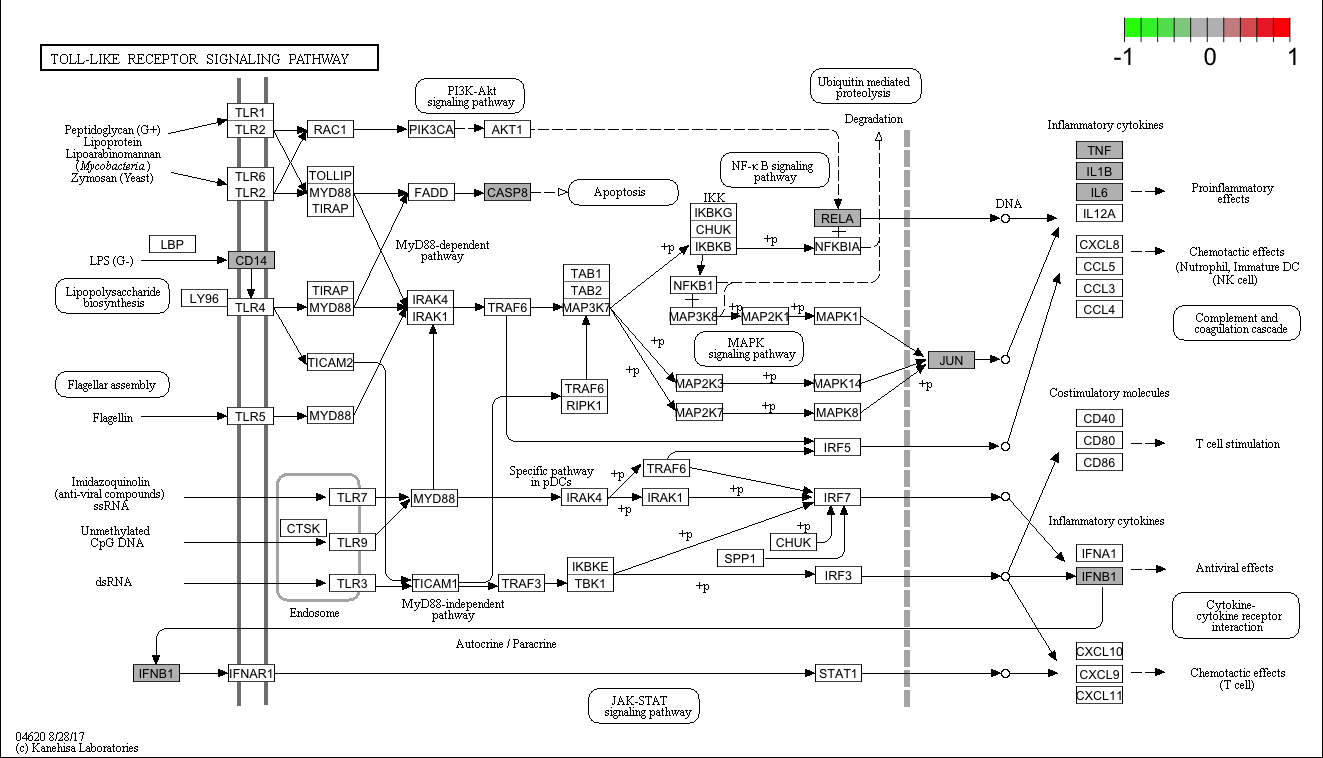 -1 0 1
TOLL-LIKE RECEPTOR SIGNALING PATHWAY
PI3K-Akt
signaling pathway
Ubiquitin mediated
proteolysis
Degradation
Peptidoglycan (G+)
Lipoprotein
Lipoarabinomannan
(Mycobacteria)
Zymosan (Yeast)
TLR1
TLR2
RAC1
PIK3CA
AKT1
TLR6
TLR2
TOLLIP
MYD88
TIRAP
FADD
CASP8
Apoptosis
NF-κ B signaling
pathway
IKK
IKBKG
CHUK
IKBKB
+p
+p
RELA
NFKBIA
DNA
Inflammatory cytokines
TNF
IL1B
IL6
IL12A
Proinflammatory
effects
CXCL8
CCL5
CCL3
CCL4
Chemotactic effects
(Nutrophil, Immature DC
(NK cell)
LBP
LPS (G-)
CD14
MyD88-dependent
pathway
Lipopolysaccharide
biosynthesis
LY96
TLR4
TIRAP
MYD88
IRAK4
IRAK1
TRAF6
TAB1
TAB2
MAP3K7
NFKB1
MAP3K8
+p
MAP2K1
+p
MAPK1
MAPK
signaling pathway
Complement and
coagulation cascade
TICAM2
+p
+p
JUN
+p
Flagellar assembly
Flagellin
TLR5
MYD88
TRAF6
RIPK1
MAP2K3
+p
MAPK14
MAP2K7
+p
MAPK8
Costimulatory molecules
CD40
CD80
CD86
T cell stimulation
IRF5
Imidazoquinolin
(anti-viral compounds)
ssRNA
TLR7
MYD88
Specific pathway
in pDCs
IRAK4
+p
+p
TRAF6
IRAK1
+p
IRF7
Unmethylated
CpG DNA
CTSK
TLR9
+p
+p
CHUK
SPP1
Inflammatory cytokines
IFNA1
IFNB1
Antiviral effects
dsRNA
TLR3
TICAM1
TRAF3
IKBKE
TBK1
+p
IRF3
Endosome
MyD88-independent
pathway
Cytokine-
cytokine receptor
interaction
Autocrine / Paracrine
IFNB1
IFNAR1
STAT1
CXCL10
CXCL9
CXCL11
Chemotactic effects
(T cell)
JAK-STAT
signaling pathway
04620 8/28/17
(c) Kanehisa Laboratories